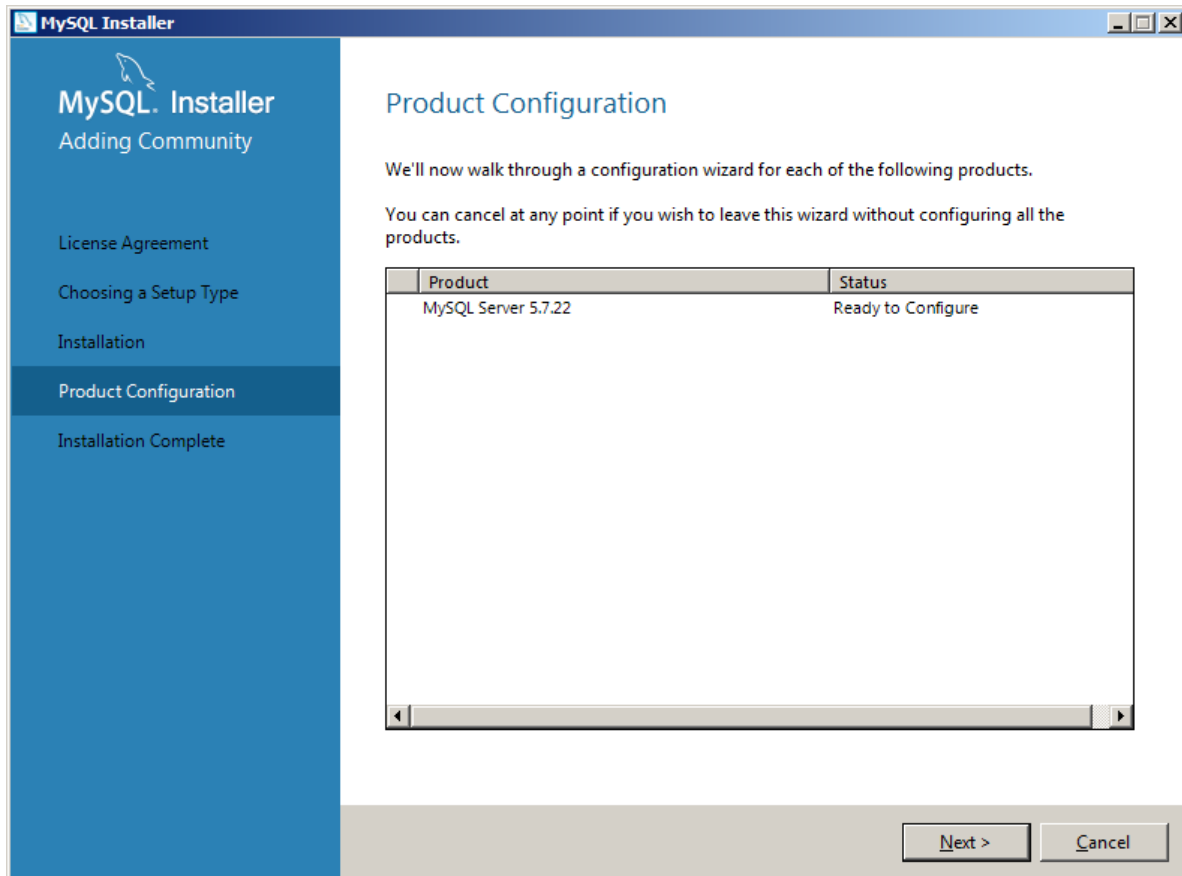 MySQL Installer
MySQL. Installer
Adding Community
License Agreement
Choosing a Setup Type
Installation
Product Configuration
Installation Complete
Product Configuration
We'll now walk through a configuration wizard for each of the following products.
You can cancel at any point if you wish to leave this wizard without configuring all the
products.
Product Status
MySQL Server 5.7.22 Ready to Configure
Next > Cancel